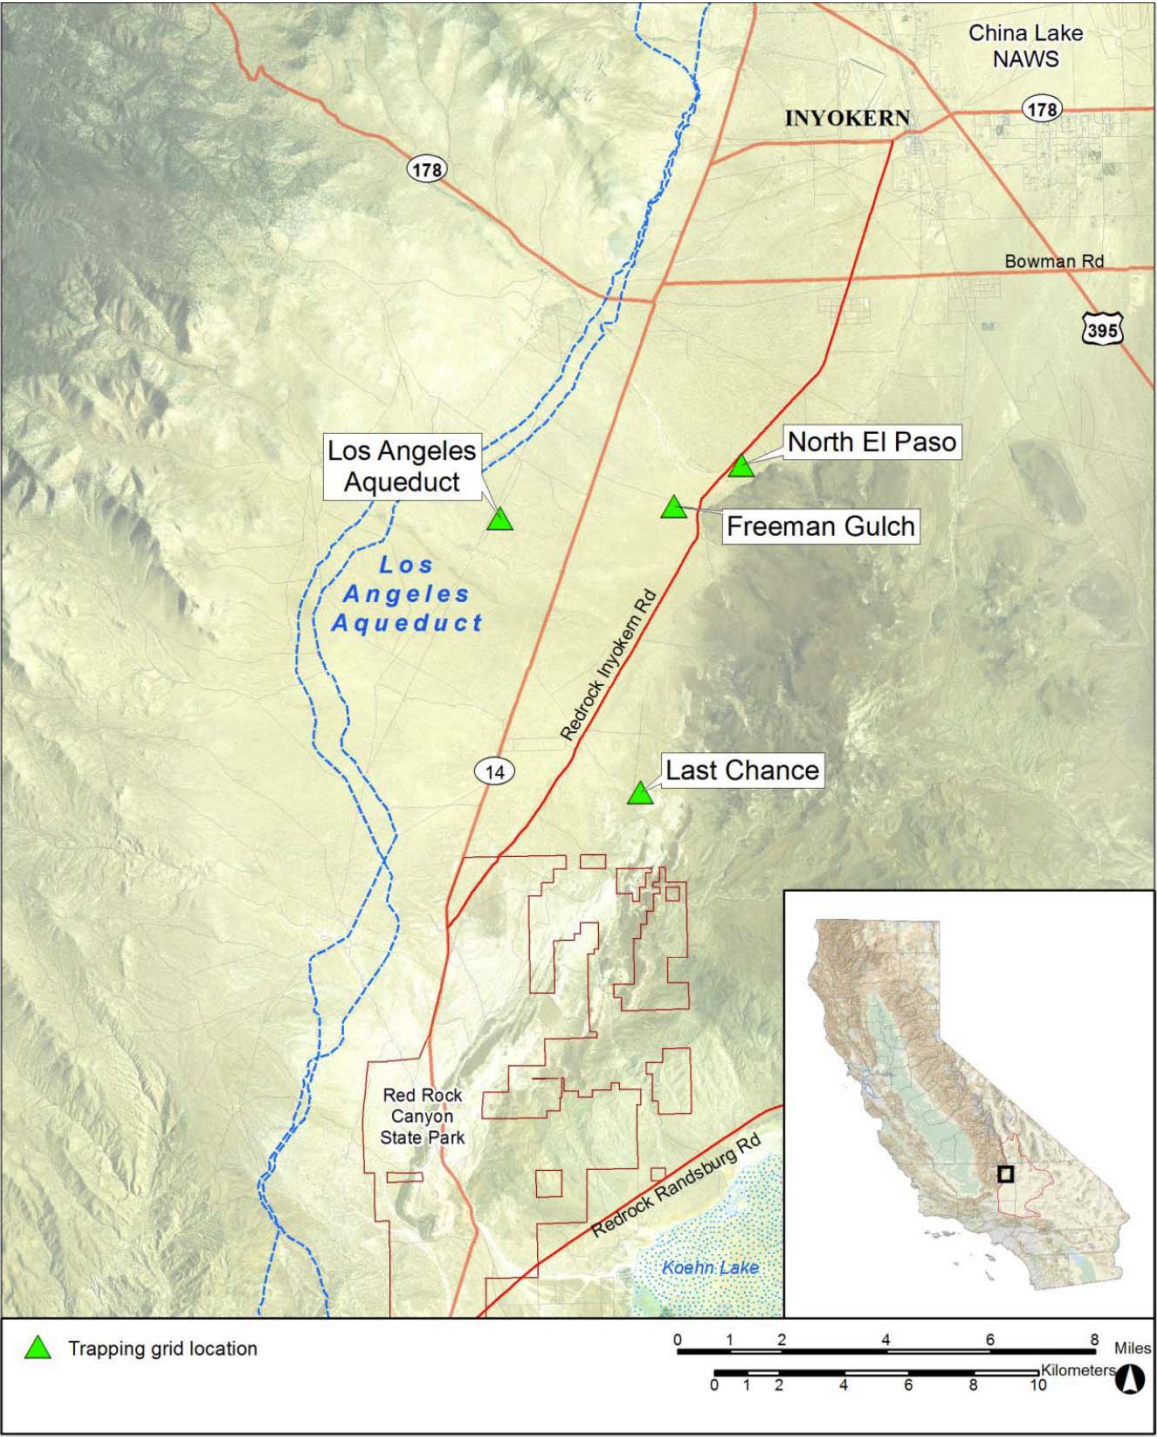 China Lake
NAWS
INYOKERN
178
178
Bowman Rd
395
Los Angeles
Aqueduct
North El Paso
Freeman Gulch
Los
Angeles
Aqueduct
Redrock Inyokern Rd
14
Last Chance
Red Rock
Canyon
State Park
Redrock Randsburg Rd
Koehn Lake
Trapping grid location
0 1 2 4 6 8 Miles
Kilometers
0 1 2 4 6 8 10